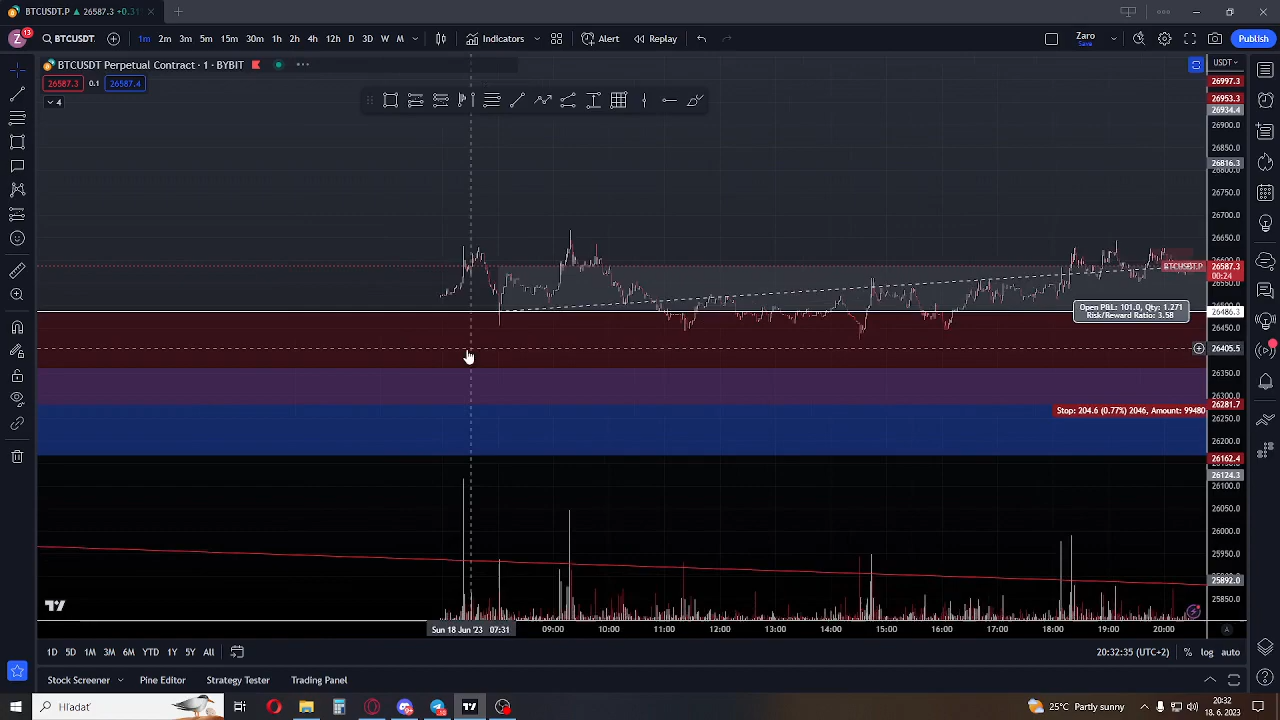 BTCUSDT.P ▲ 26587.3 +0.31
13
Z
BTCUSDT.
1m 2m 3m 5m 15m 30m 1h 2h 4h 12h D 3D W M
Indicators
Alert
Replay
Zaro
Save
Publish
BTCUSDT Perpetual Contract · 1 · BYBIT
26587.3
0.1
26587.4
4
USDT
26997.3
26953.3
26934.4
26900.0
26850.0
26816.3
26800.0
26750.0
26700.0
26650.0
26600.0
BTCUSDT.P
26587.3
00:24
26550.0
26500.0
Open P&L: 101.0, Qty: 1.271
Risk/Reward Ratio: 3.58
26486.3
26450.0
26405.5
26350.0
26300.0
26281.7
Stop: 204.6 (0.77%) 2046, Amount: 99480
26250.0
26200.0
26162.4
26124.3
26100.0
26050.0
26000.0
25950.0
25892.0
25850.0
Sun 18 Jun '23 07:31
09:00 10:00 11:00 12:00 13:00 14:00 15:00 16:00 17:00 18:00 19:00 20:00
A
1D 5D 1M 3M 6M YTD 1Y 5Y All
20:32:35 (UTC+2)
% log auto
Stock Screener
Pine Editor
Strategy Tester
Trading Panel
Hľadať
25°C Partly sunny
20:32
18. 6. 2023